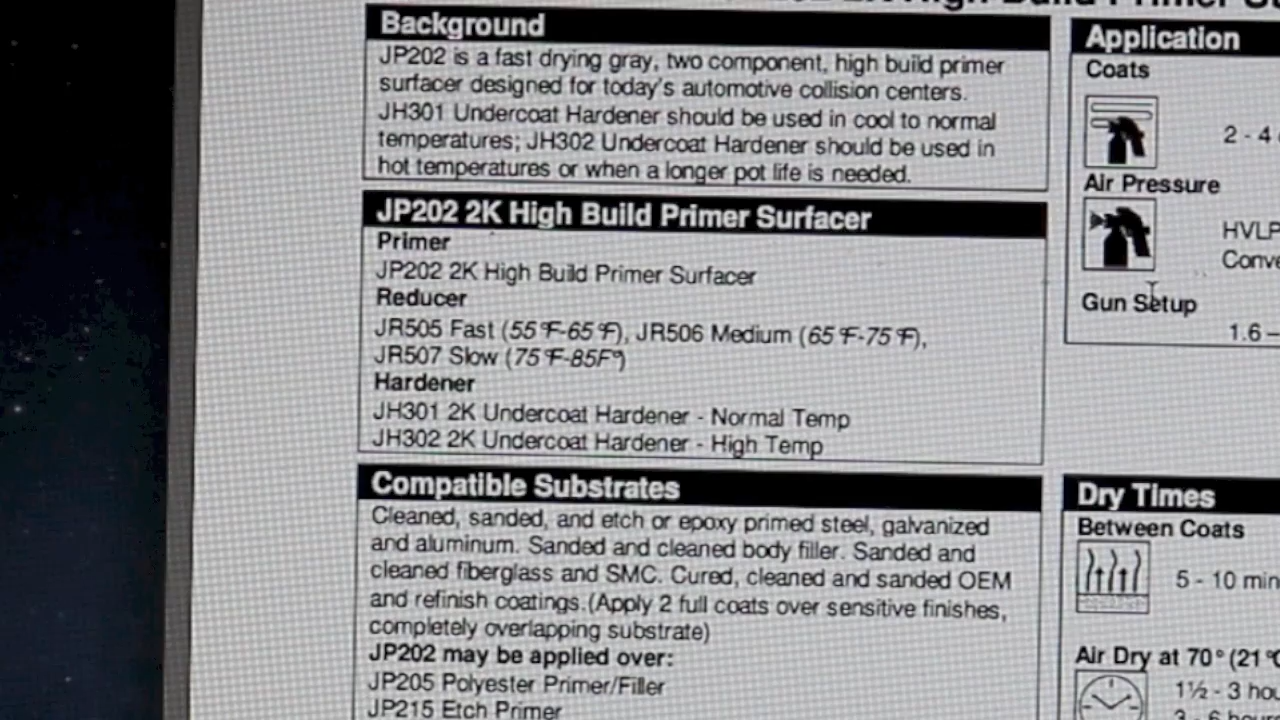 High Build Primer
Background
JP202 is a fast drying gray, two component, high build primer
surfacer designed for today's automotive collision centers.
JH301 Undercoat Hardener should be used in cool to normal
temperatures; JH302 Undercoat Hardener should be used in
hot temperatures or when a longer pot life is needed.
JP202 2K High Build Primer Surfacer
Primer
JP202 2K High Build Primer Surfacer
Reducer
JR505 Fast (55°F-65°F), JR506 Medium (65°F-75°F),
JR507 Slow (75°F-85F°)
Hardener
JH301 2K Undercoat Hardener - Normal Temp
JH302 2K Undercoat Hardener - High Temp
Compatible Substrates
Cleaned, sanded, and etch or epoxy primed steel, galvanized
and aluminum. Sanded and cleaned body filler. Sanded and
cleaned fiberglass and SMC. Cured, cleaned and sanded OEM
and refinish coatings.(Apply 2 full coats over sensitive finishes,
completely overlapping substrate)
JP202 may be applied over:
JP205 Polyester Primer/Filler
JP215 Etch Primer
Application
Coats
2 - 4
Air Pressure
HVLP
Conve
Gun Setup
1.6 –
Dry Times
Between Coats
5 - 10 min
Air Dry at 70° (21°C
1½ - 3 hou